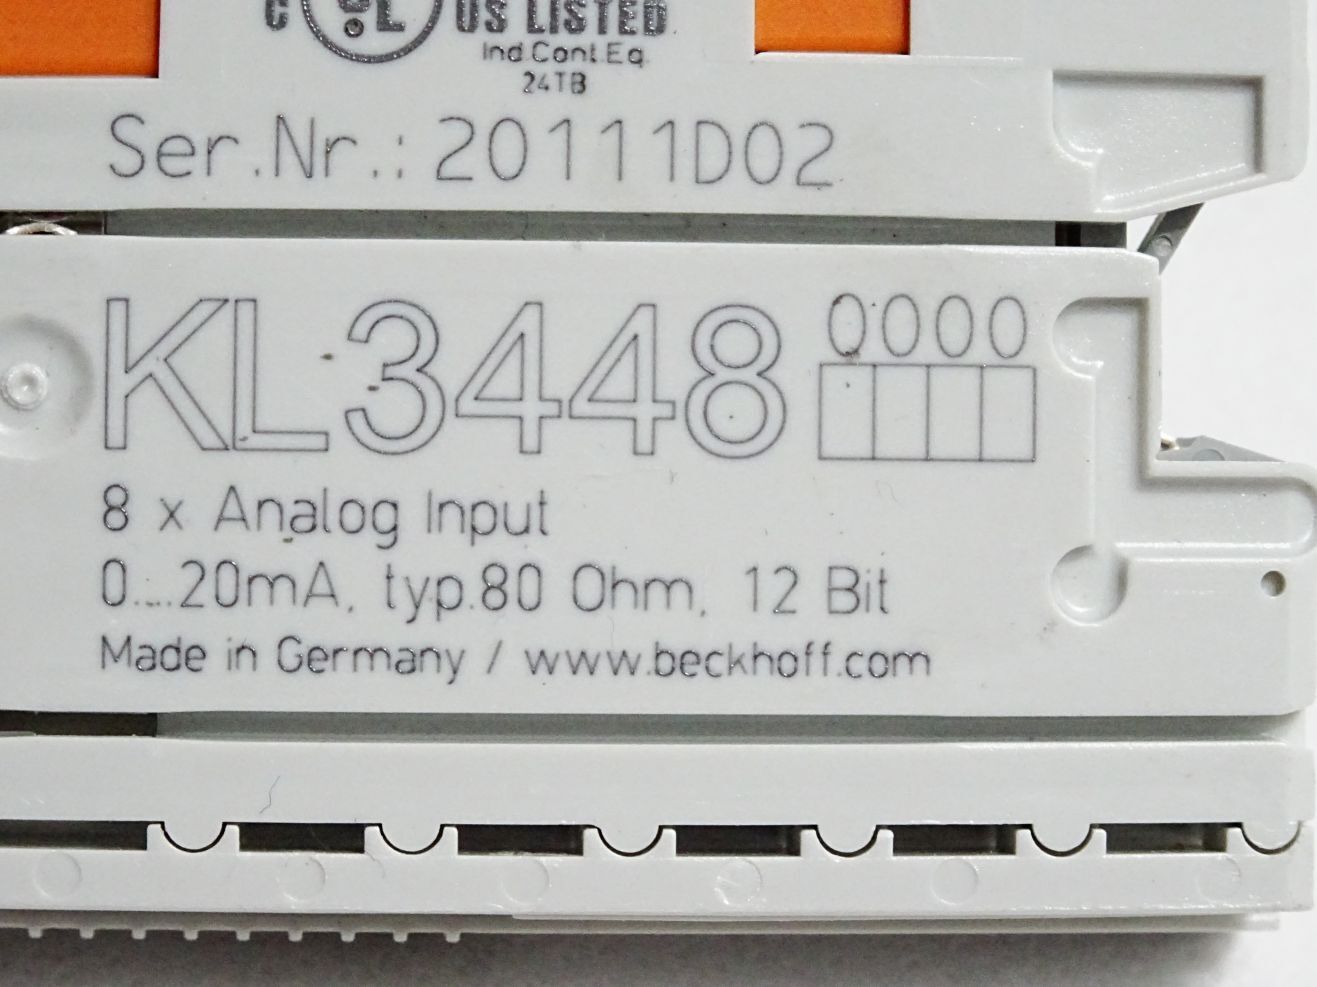 C UL US LISTED
Ind.Cont.Eq.
24TB
Ser.Nr.: 20111D02
KL3448 0000
8 x Analog Input
0....20mA, typ.80 Ohm, 12 Bit
Made in Germany / www.beckhoff.com